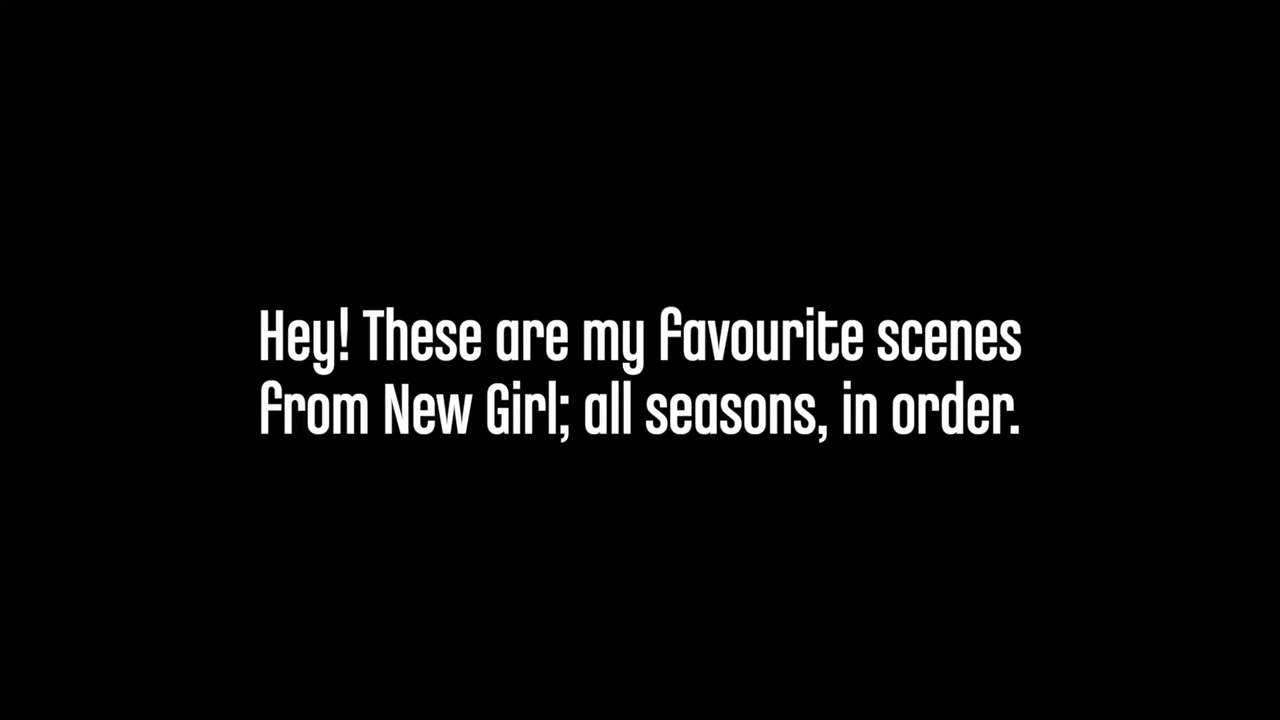 Hey! These are my favourite scenes
from New Girl; all seasons, in order.